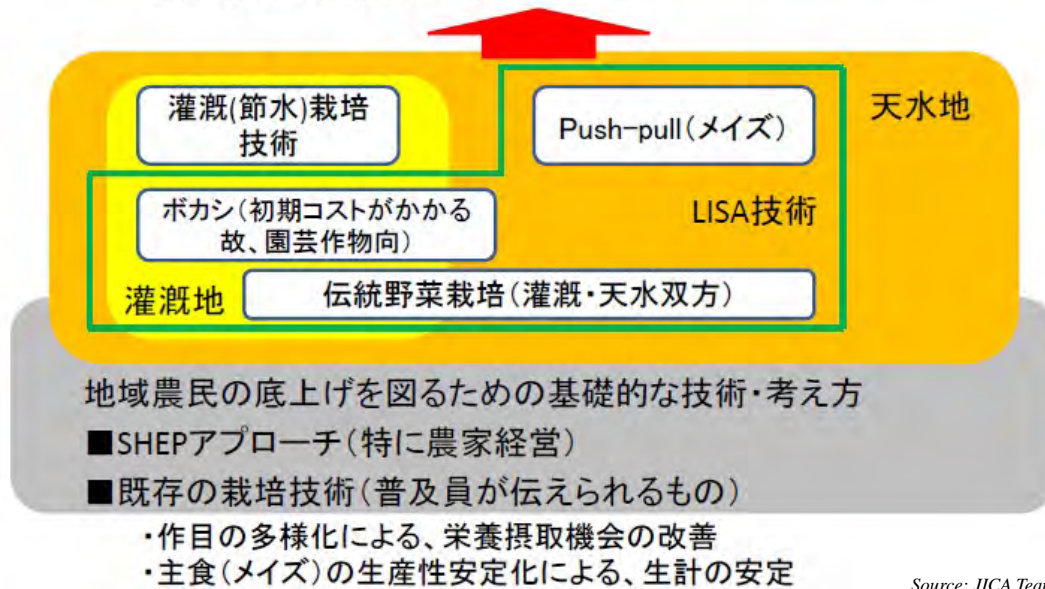 灌漑(節水)栽培
技術
Push-pull(メイズ)
天水地
ボカシ(初期コストがかかる
故、園芸作物向)
LISA技術
灌漑地
伝統野菜栽培(灌漑・天水双方)
地域農民の底上げを図るための基礎的な技術・考え方
■SHEPアプローチ(特に農家経営)
■既存の栽培技術(普及員が伝えられるもの)
・作目の多様化による、栄養摂取機会の改善
・主食(メイズ)の生産性安定化による、生計の安定
Source: JICA